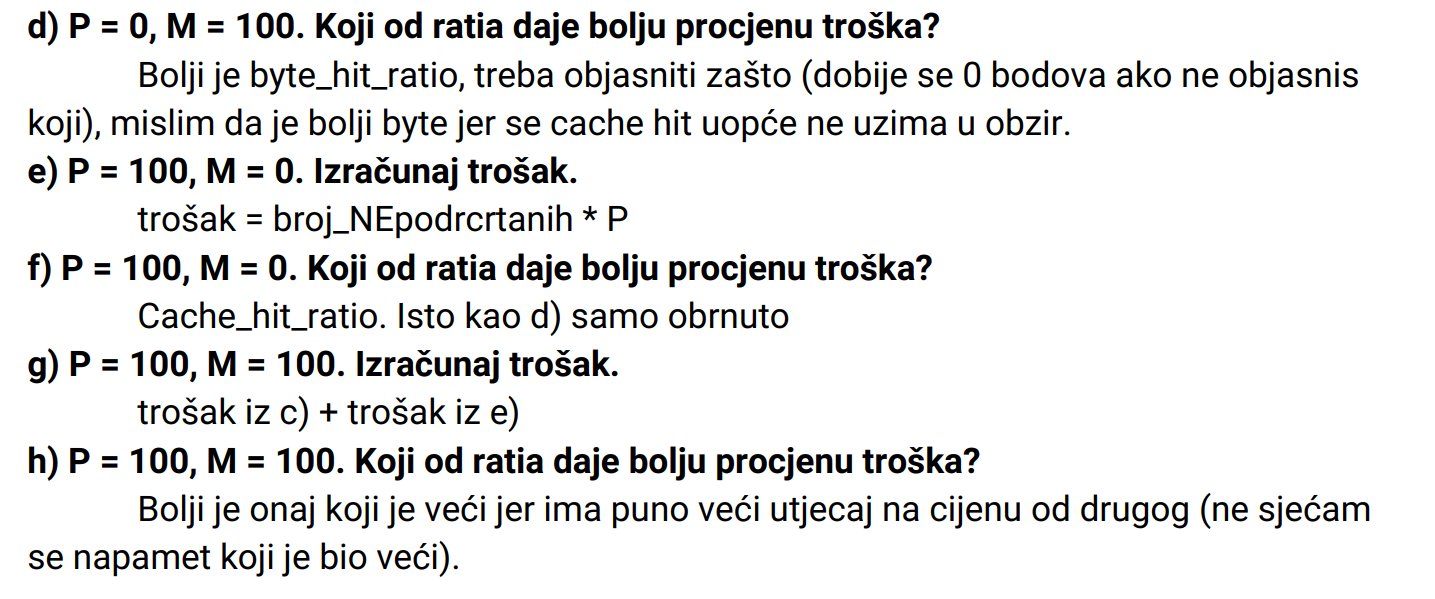 d) P = 0, M = 100. Koji od ratia daje bolju procjenu troška?
Bolji je byte_hit_ratio, treba objasniti zašto (dobije se 0 bodova ako ne objasnis
koji), mislim da je bolji byte jer se cache hit uopće ne uzima u obzir.
e) P = 100, M = 0. Izračunaj trošak.
trošak = broj_NEpodrcrtanih * P
f) P = 100, M = 0. Koji od ratia daje bolju procjenu troška?
Cache_hit_ratio. Isto kao d) samo obrnuto
g) P = 100, M = 100. Izračunaj trošak.
trošak iz c) + trošak iz e)
h) P = 100, M = 100. Koji od ratia daje bolju procjenu troška?
Bolji je onaj koji je veći jer ima puno veći utjecaj na cijenu od drugog (ne sjećam
se napamet koji je bio veći).